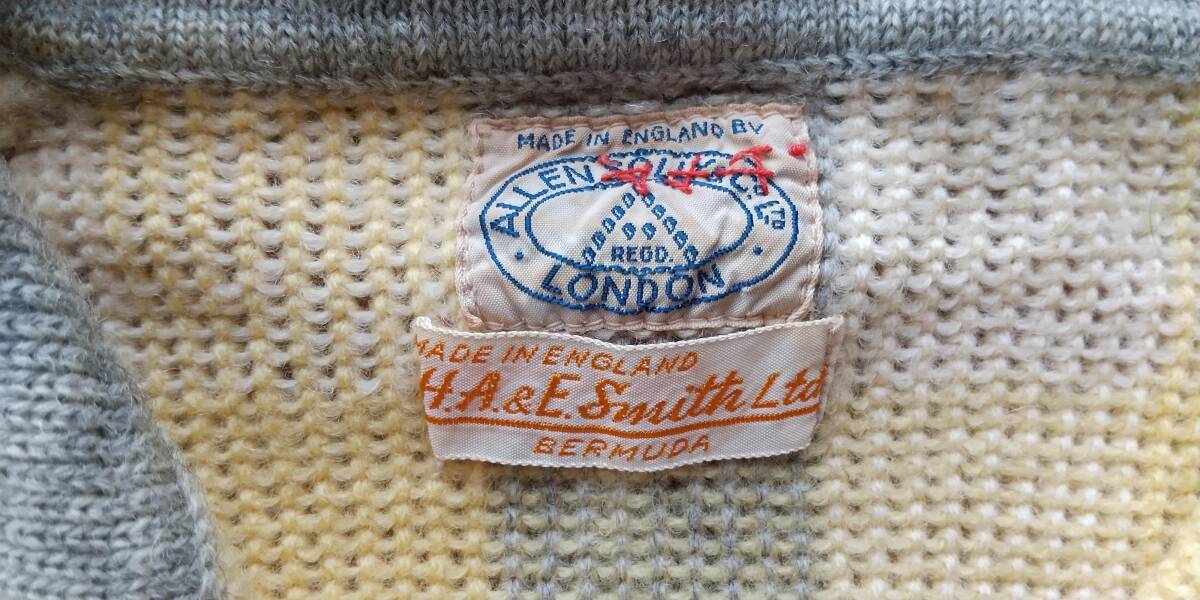 MADE IN ENGLAND BY
ALLEN SOLLY & Co. LTD
REGD.
LONDON
MADE IN ENGLAND
H.A. & E. Smith Ltd
BERMUDA